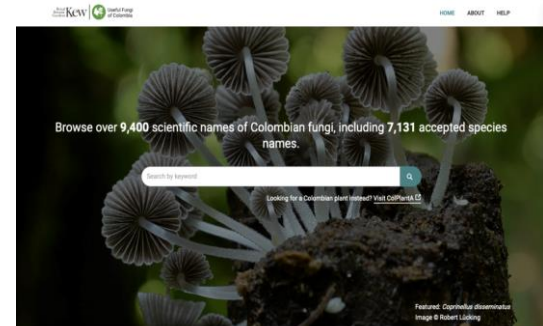 Kew Useful Fungi
of Colombia
HOME ABOUT HELP
Browse over 9,400 scientific names of Colombian fungi, including 7,131 accepted species
names.
Search by keyword
Looking for a Colombian plant instead? Visit ColPlantA
Featured: Coprinellus disseminatus
Image © Robert Lücking